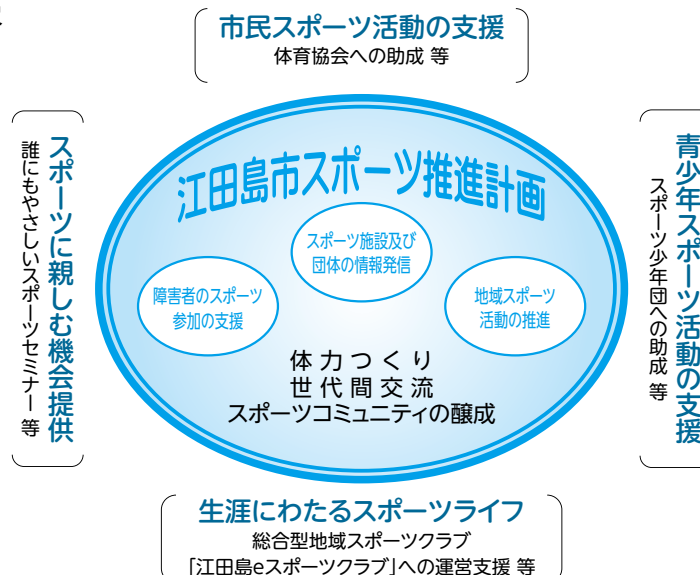 市民スポーツ活動の支援
体育協会への助成 等
スポーツに親しむ機会提供
誰にもやさしいスポーツセミナー 等
江田島市スポーツ推進計画
スポーツ施設及び
団体の情報発信
障害者のスポーツ
参加の支援
地域スポーツ
活動の推進
体力つくり
世代間交流
スポーツコミュニティの醸成
青少年スポーツ活動の支援
スポーツ少年団への助成 等
生涯にわたるスポーツライフ
総合型地域スポーツクラブ
「江田島eスポーツクラブ」への運営支援 等